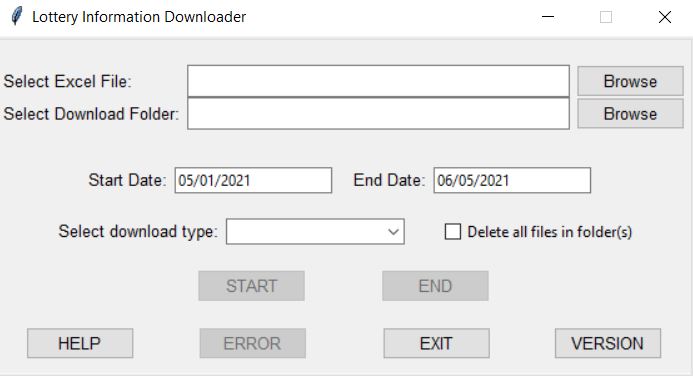 Lottery Information Downloader
Select Excel File: Browse
Select Download Folder: Browse
Start Date: 05/01/2021 End Date: 06/05/2021
Select download type: Delete all files in folder(s)
START END
HELP ERROR EXIT VERSION